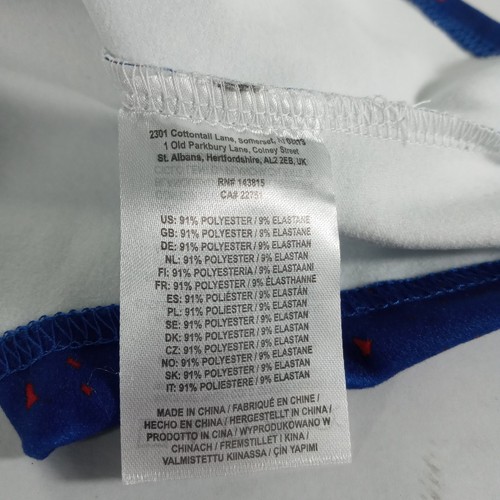 2301 Cottontail Lane, Somerset,
1 Old Parkbury Lane, Colney Street
St. Albans, Hertfordshire, AL2 2EB, UK
RN# 143815
CA# 22751
US: 91% POLYESTER / 9% ELASTANE
GB: 91% POLYESTER / 9% ELASTANE
DE: 91% POLYESTER / 9% ELASTHAN
NL: 91% POLYESTER / 9% ELASTAN
FI: 91% POLYESTERIA / 9% ELASTAANI
FR: 91% POLYESTER / 9% ÉLASTHANNE
ES: 91% POLIÉSTER / 9% ELASTÁN
PL: 91% POLIESTER / 9% ELASTAN
SE: 91% POLYESTER / 9% ELASTAN
DK: 91% POLYESTER / 9% ELASTAN
CZ: 91% POLYESTER / 9% ELASTANE
NO: 91% POLYESTER / 9% ELASTAN
SK: 91% POLYESTER / 9% ELASTAN
IT: 91% POLIESTERE / 9% ELASTAN
MADE IN CHINA / FABRIQUÉ EN CHINE /
HECHO EN CHINA / HERGESTELLT IN CHINA /
PRODOTTO IN CINA / WYPRODUKOWANO W
CHINACH / FREMSTILLET I KINA /
VALMISTETTU KIINASSA / ÇİN YAPIMI